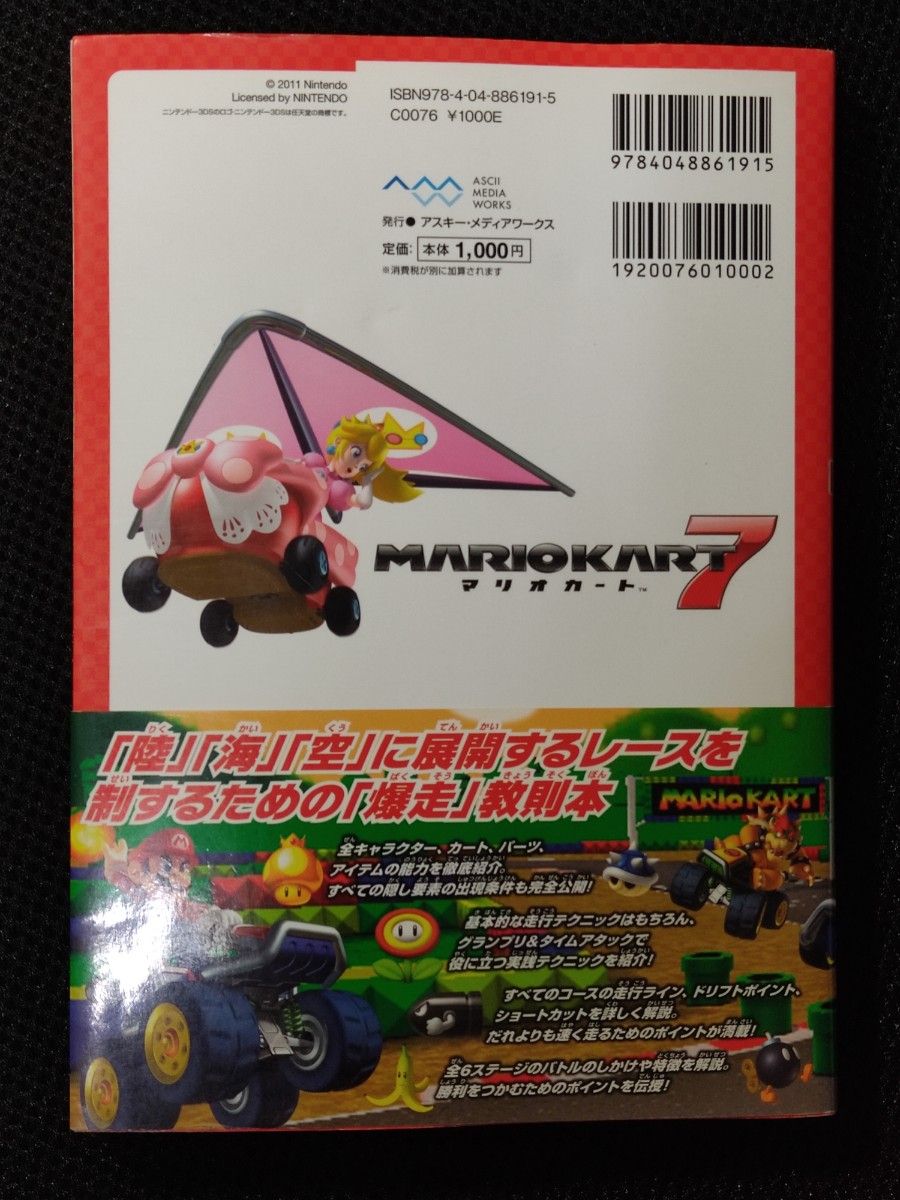 © 2011 Nintendo
Licensed by NINTENDO
ニンテンドー3DSのロゴ・ニンテンドー3DSは任天堂の商標です。
ISBN978-4-04-886191-5
C0076 ¥1000E
9784048861915
ASCII
MEDIA
WORKS
発行●アスキー・メディアワークス
定価: 本体 1,000円
※消費税が別に加算されます
1920076010002
MARIOKART7
マリオカート™
「陸」「海」「空」に展開するレースを
制するための「爆走」教則本
MARIO KART
全キャラクター、カート、パーツ、
アイテムの能力を徹底紹介。
すべての隠し要素の出現条件も完全公開!
基本的な走行テクニックはもちろん、
グランプリ&タイムアタックで
役に立つ実践テクニックを紹介!
すべてのコースの走行ライン、ドリフトポイント、
ショートカットを詳しく解説。
だれよりも速く走るためのポイントが満載!
全6ステージのバトルのしかけや特徴を解説。
勝利をつかむためのポイントを伝授!